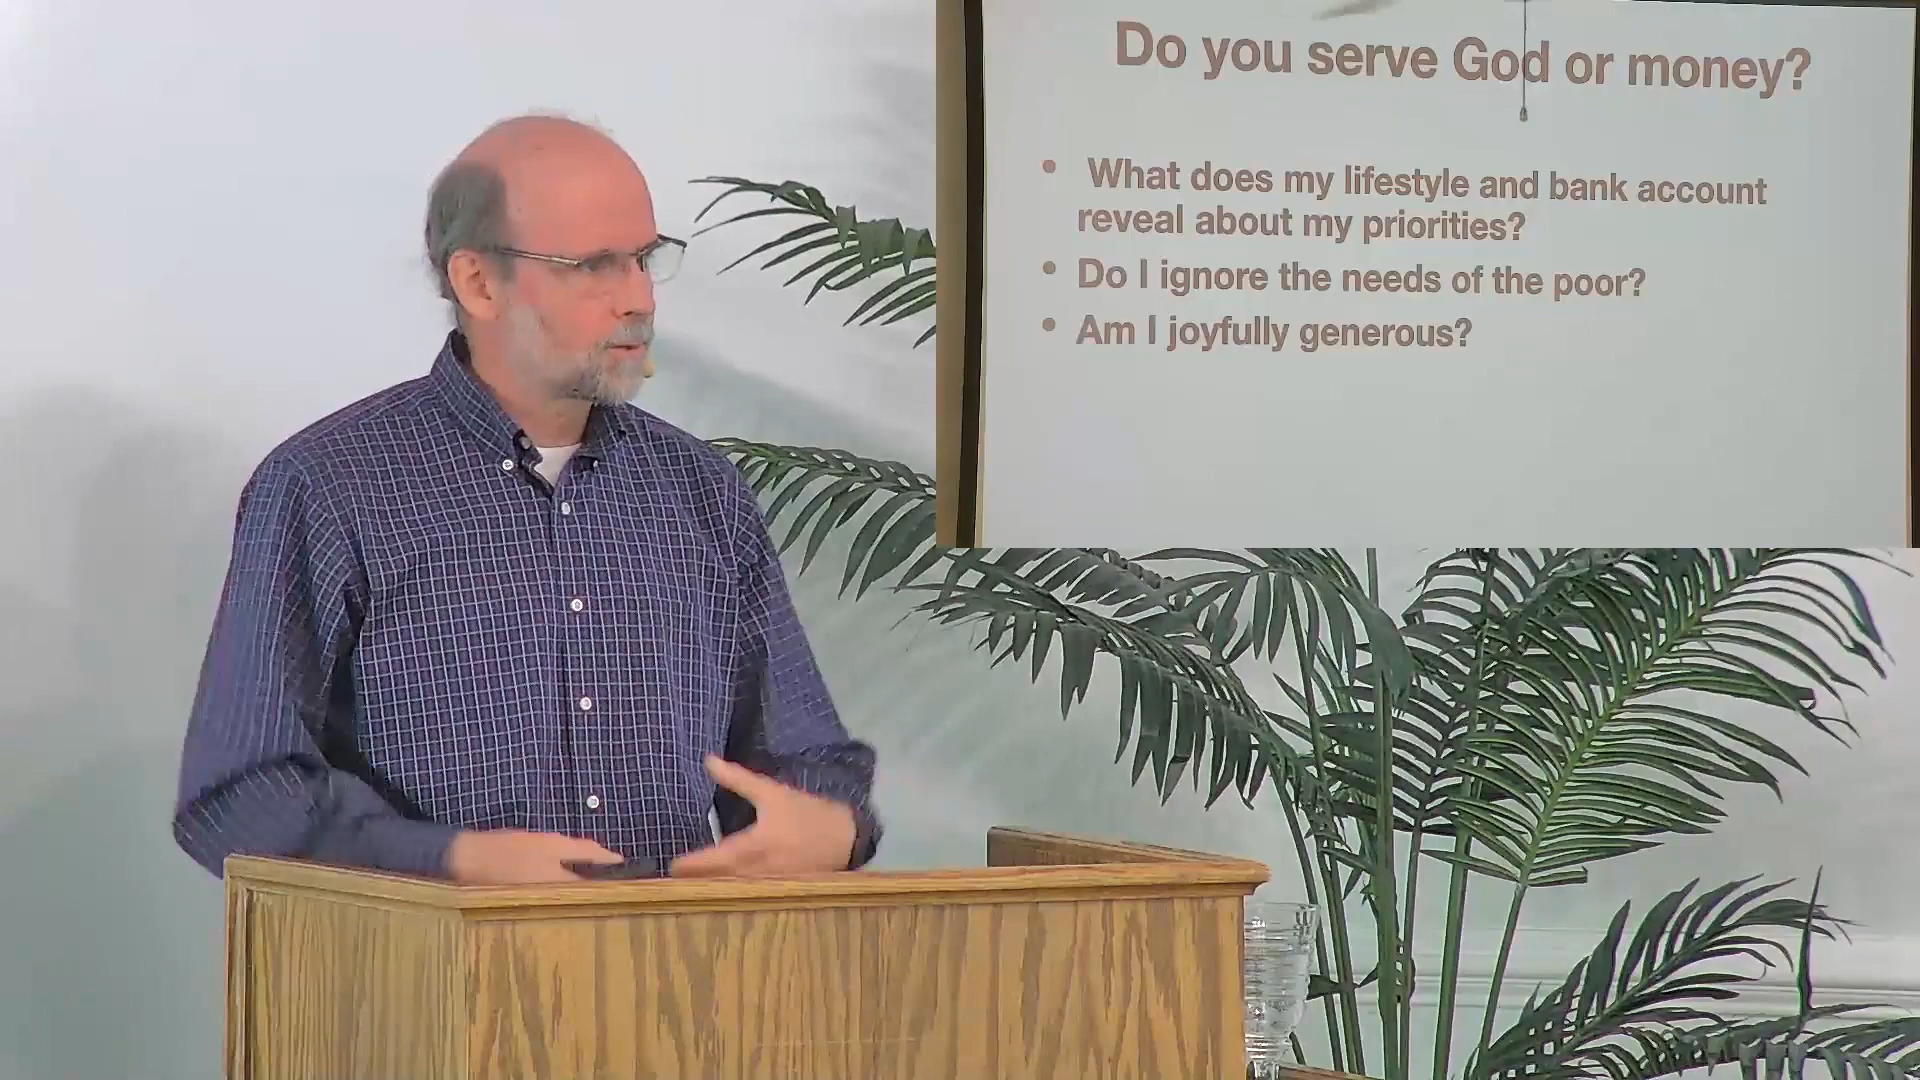 Do you serve God or money?
• What does my lifestyle and bank account
reveal about my priorities?
• Do I ignore the needs of the poor?
• Am I joyfully generous?